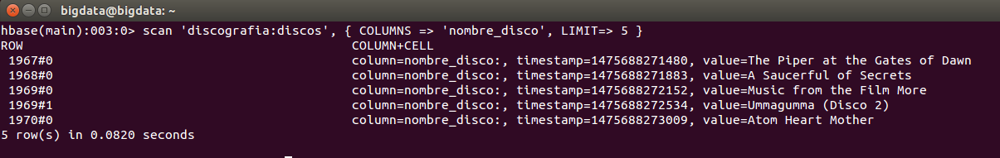 bigdata@bigdata: ~
hbase(main):003:0> scan 'discografia:discos', { COLUMNS => 'nombre_disco', LIMIT=> 5 }
ROW COLUMN+CELL
1967#0 column=nombre_disco:, timestamp=1475688271480, value=The Piper at the Gates of Dawn
1968#0 column=nombre_disco:, timestamp=1475688271883, value=A Saucerful of Secrets
1969#0 column=nombre_disco:, timestamp=1475688272152, value=Music from the Film More
1969#1 column=nombre_disco:, timestamp=1475688272534, value=Ummagumma (Disco 2)
1970#0 column=nombre_disco:, timestamp=1475688273009, value=Atom Heart Mother
5 row(s) in 0.0820 seconds